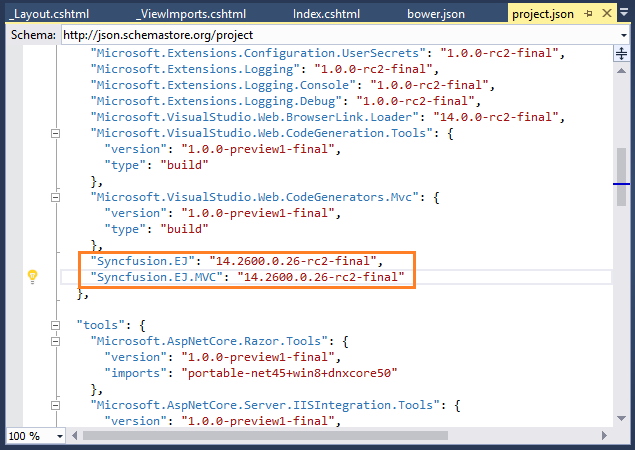 _Layout.cshtml _ViewImports.cshtml Index.cshtml bower.json project.json
Schema: http://json.schemastore.org/project
"Microsoft.Extensions.Configuration.UserSecrets": "1.0.0-rc2-final",
"Microsoft.Extensions.Logging": "1.0.0-rc2-final",
"Microsoft.Extensions.Logging.Console": "1.0.0-rc2-final",
"Microsoft.Extensions.Logging.Debug": "1.0.0-rc2-final",
"Microsoft.VisualStudio.Web.BrowserLink.Loader": "14.0.0-rc2-final",
"Microsoft.VisualStudio.Web.CodeGeneration.Tools": {
"version": "1.0.0-preview1-final",
"type": "build"
},
"Microsoft.VisualStudio.Web.CodeGenerators.Mvc": {
"version": "1.0.0-preview1-final",
"type": "build"
},
"Syncfusion.EJ": "14.2600.0.26-rc2-final",
"Syncfusion.EJ.MVC": "14.2600.0.26-rc2-final"
},
"tools": {
"Microsoft.AspNetCore.Razor.Tools": {
"version": "1.0.0-preview1-final",
"imports": "portable-net45+win8+dnxcore50"
},
"Microsoft.AspNetCore.Server.IISIntegration.Tools": {
"version": "1.0.0-preview1-final",
100 %